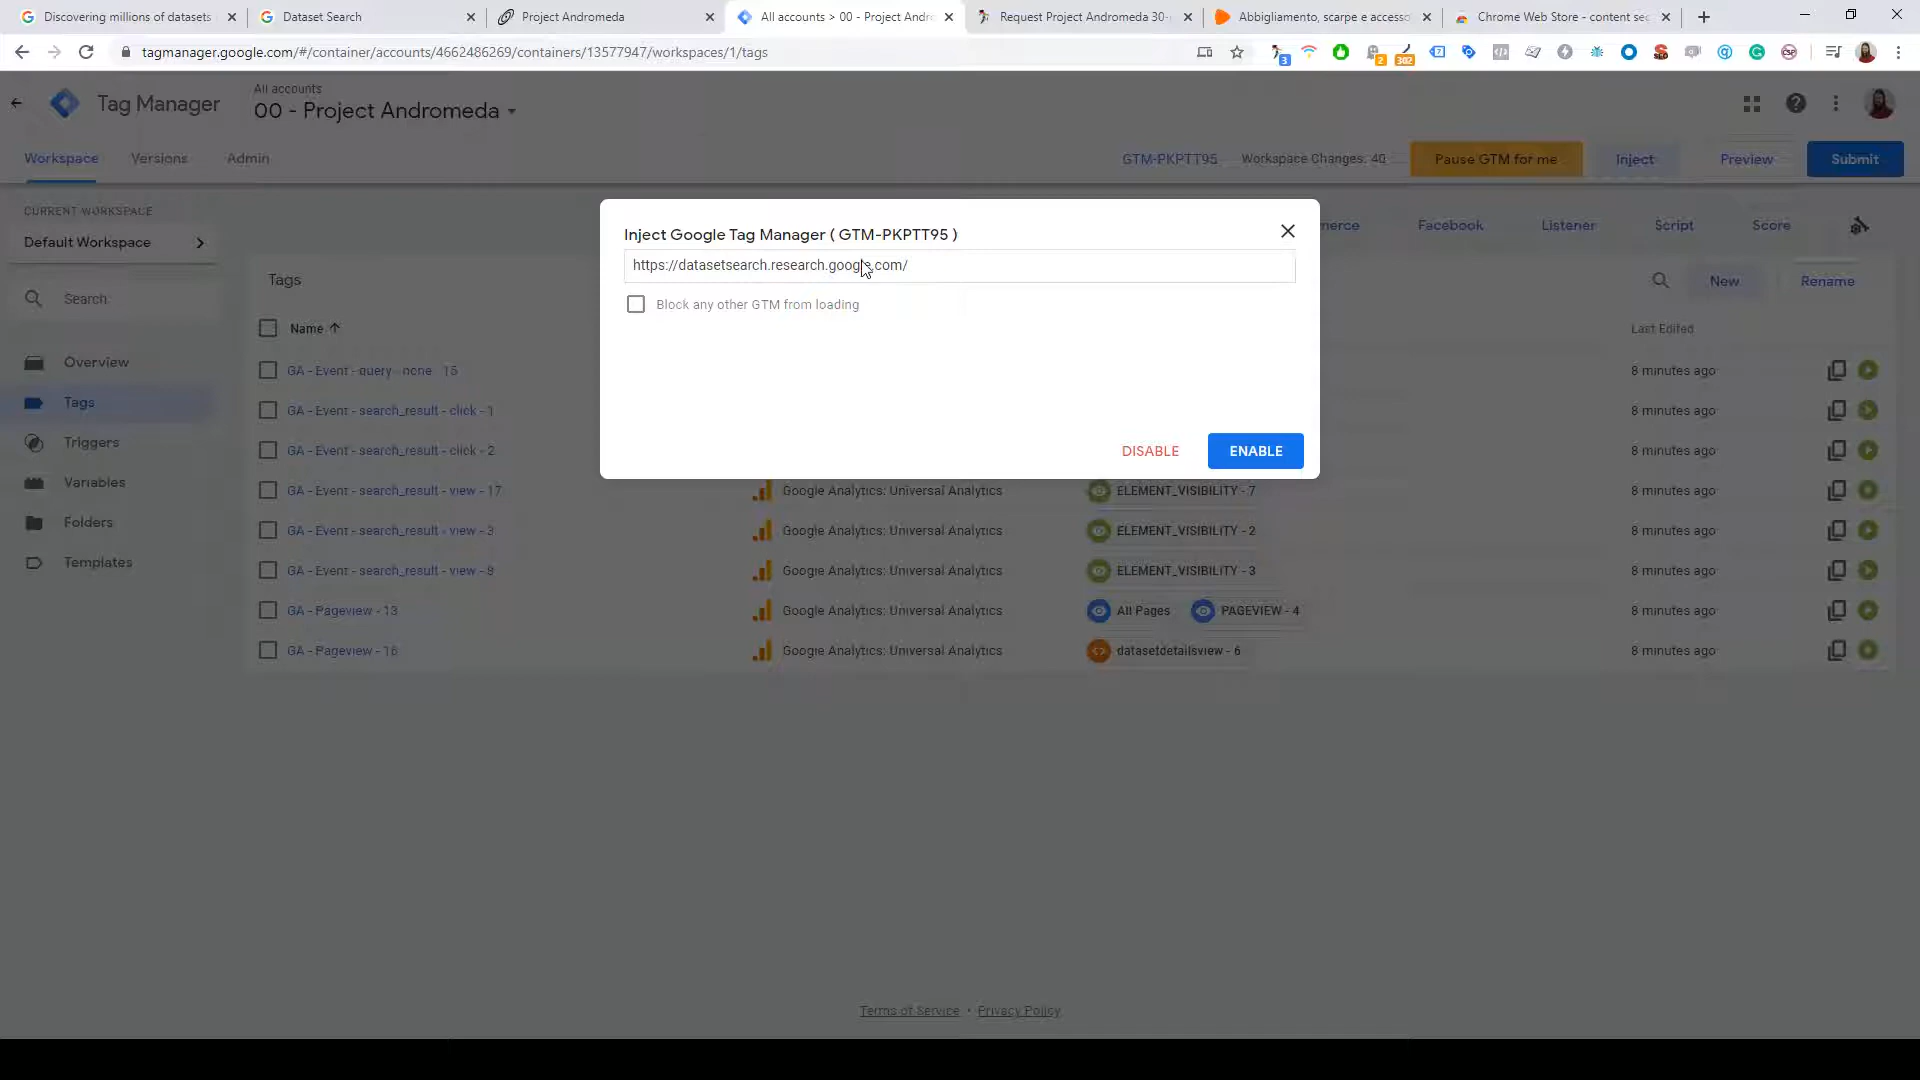 Discovering millions of datasets
Dataset Search
Project Andromeda
All accounts > 00 - Project Andr
Request Project Andromeda 30-
Abbigliamento, scarpe e accesso
Chrome Web Store - content sec
tagmanager.google.com/#/container/accounts/4662486269/containers/13577947/workspaces/1/tags
3
2
302
Tag Manager
All accounts
00 - Project Andromeda
Workspace
Versions
Admin
GTM-PKPTT95
Workspace Changes: 40
Pause GTM for me
Inject
Preview
Submit
CURRENT WORKSPACE
Default Workspace
Search
Overview
Tags
Triggers
Variables
Folders
Templates
Inject Google Tag Manager ( GTM-PKPTT95 )
https://datasetsearch.research.google.com/
Block any other GTM from loading
DISABLE
ENABLE
merce
Facebook
Listener
Script
Score
Tags
New
Rename
Name
Last Edited
GA - Event - query - none - 15
8 minutes ago
GA - Event - search_result - click - 1
8 minutes ago
GA - Event - search_result - click - 2
8 minutes ago
GA - Event - search_result - view - 17
Google Analytics: Universal Analytics
ELEMENT_VISIBILITY - 7
8 minutes ago
GA - Event - search_result - view - 3
Google Analytics: Universal Analytics
ELEMENT_VISIBILITY - 2
8 minutes ago
GA - Event - search_result - view - 8
Google Analytics: Universal Analytics
ELEMENT_VISIBILITY - 3
8 minutes ago
GA - Pageview - 13
Google Analytics: Universal Analytics
All Pages
PAGEVIEW - 4
8 minutes ago
GA - Pageview - 16
Google Analytics: Universal Analytics
datasetdetailsview - 6
8 minutes ago
Terms of Service • Privacy Policy